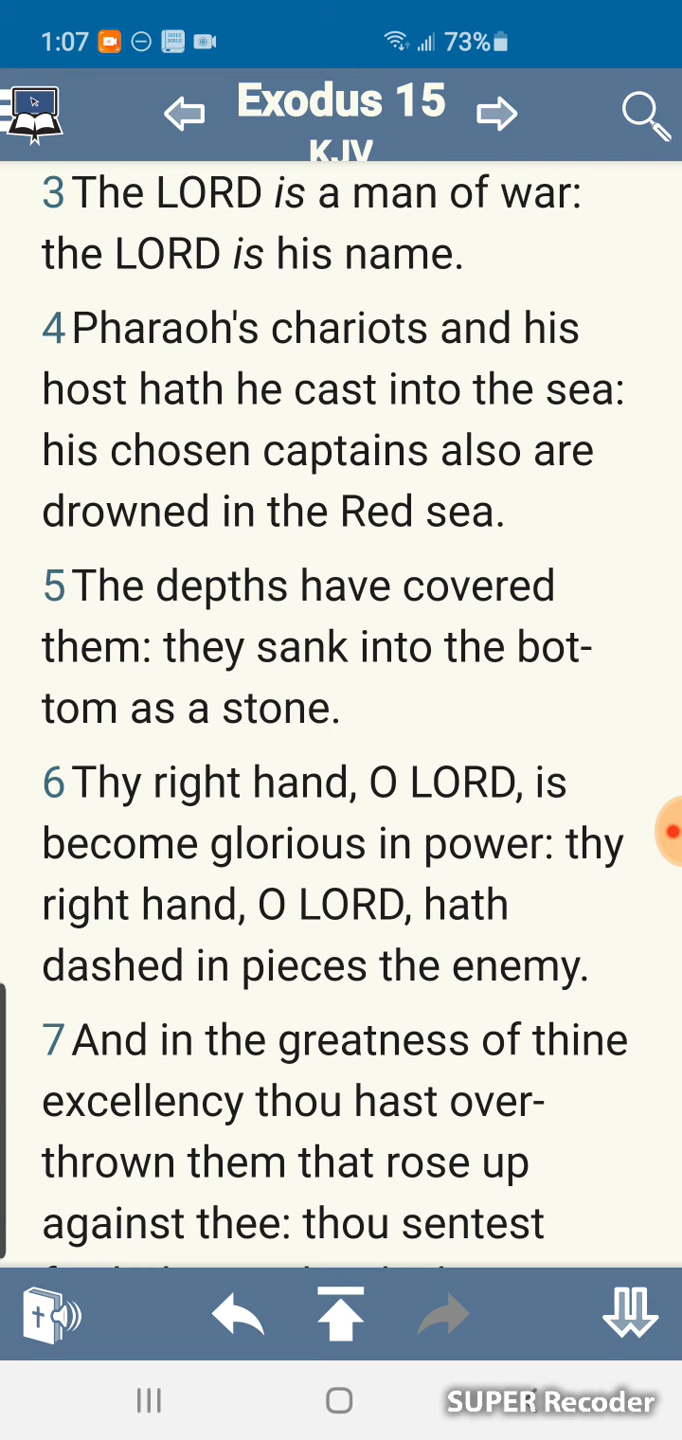 1:07 73%
Exodus 15
KJV
3 The LORD is a man of war:
the LORD is his name.
4 Pharaoh's chariots and his
host hath he cast into the sea:
his chosen captains also are
drowned in the Red sea.
5 The depths have covered
them: they sank into the bot-
tom as a stone.
6 Thy right hand, O LORD, is
become glorious in power: thy
right hand, O LORD, hath
dashed in pieces the enemy.
7 And in the greatness of thine
excellency thou hast over-
thrown them that rose up
against thee: thou sentest
SUPER Recoder